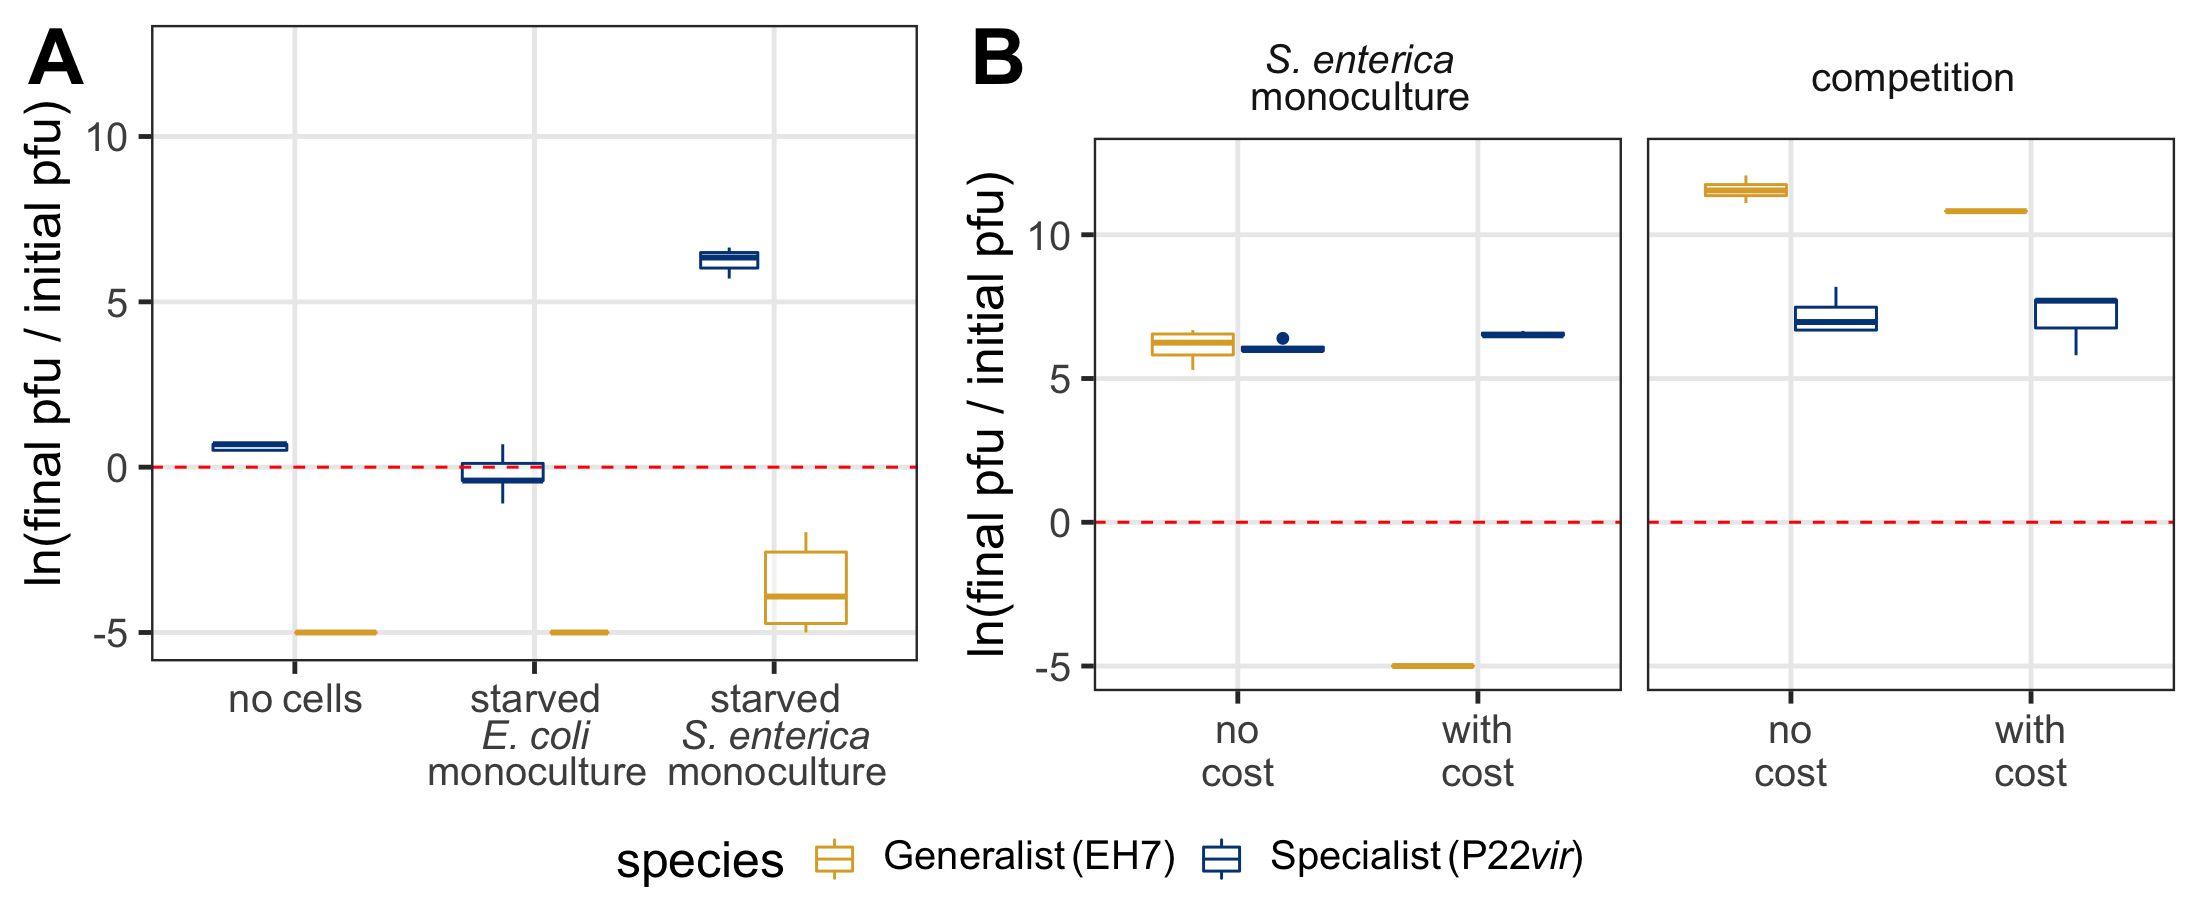 A
ln(final pfu / initial pfu)
10
5
0
-5
no cells
starved
E. coli
monoculture
starved
S. enterica
monoculture
B
S. enterica
monoculture
competition
ln(final pfu / initial pfu)
10
5
0
-5
no
cost
with
cost
no
cost
with
cost
species Generalist (EH7) Specialist (P22vir)